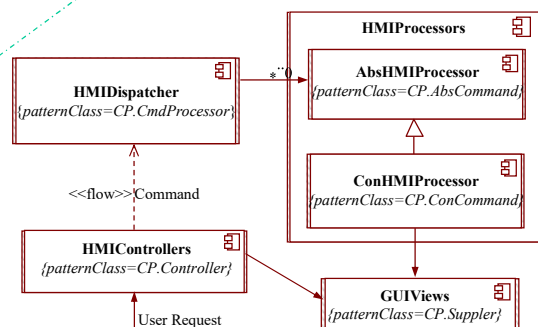 HMIProcessors
HMIDispatcher
{patternClass=CP.CmdProcessor}
*..0
AbsHMIProcessor
{patternClass=CP.AbsCommand}
<<flow>>Command
ConHMIProcessor
{patternClass=CP.ConCommand}
HMIControllers
{patternClass=CP.Controller}
GUIViews
{patternClass=CP.Suppler}
User Request